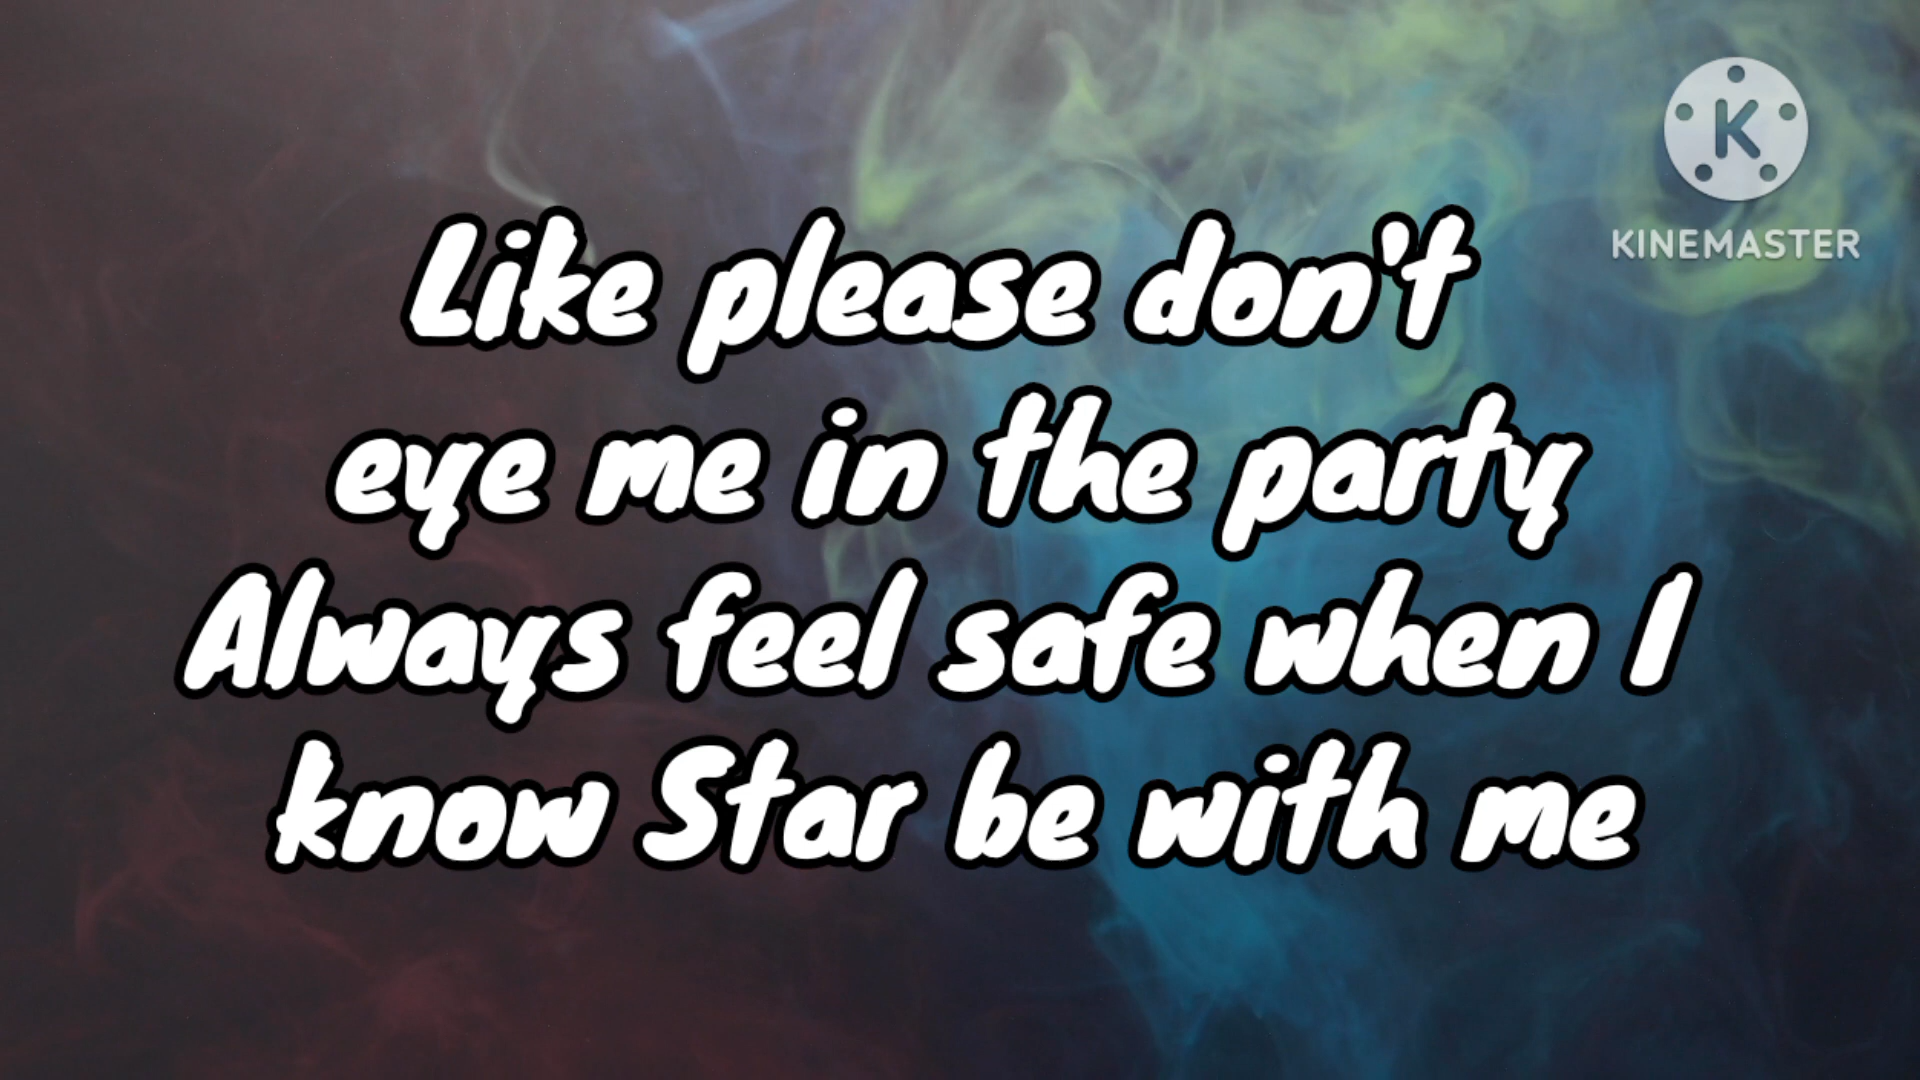 KINEMASTER
Like please don't
eye me in the party
Always feel safe when I
know Star be with me